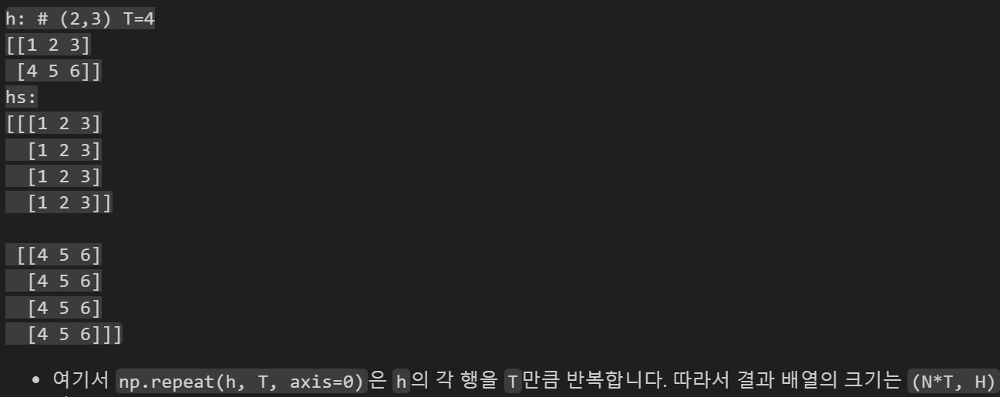 h: # (2,3) T=4
[[1 2 3]
 [4 5 6]]
hs:
[[[1 2 3]
  [1 2 3]
  [1 2 3]
  [1 2 3]]

 [[4 5 6]
  [4 5 6]
  [4 5 6]
  [4 5 6]]]
• 여기서 np.repeat(h, T, axis=0)은 h의 각 행을 T만큼 반복합니다. 따라서 결과 배열의 크기는 (N*T, H)